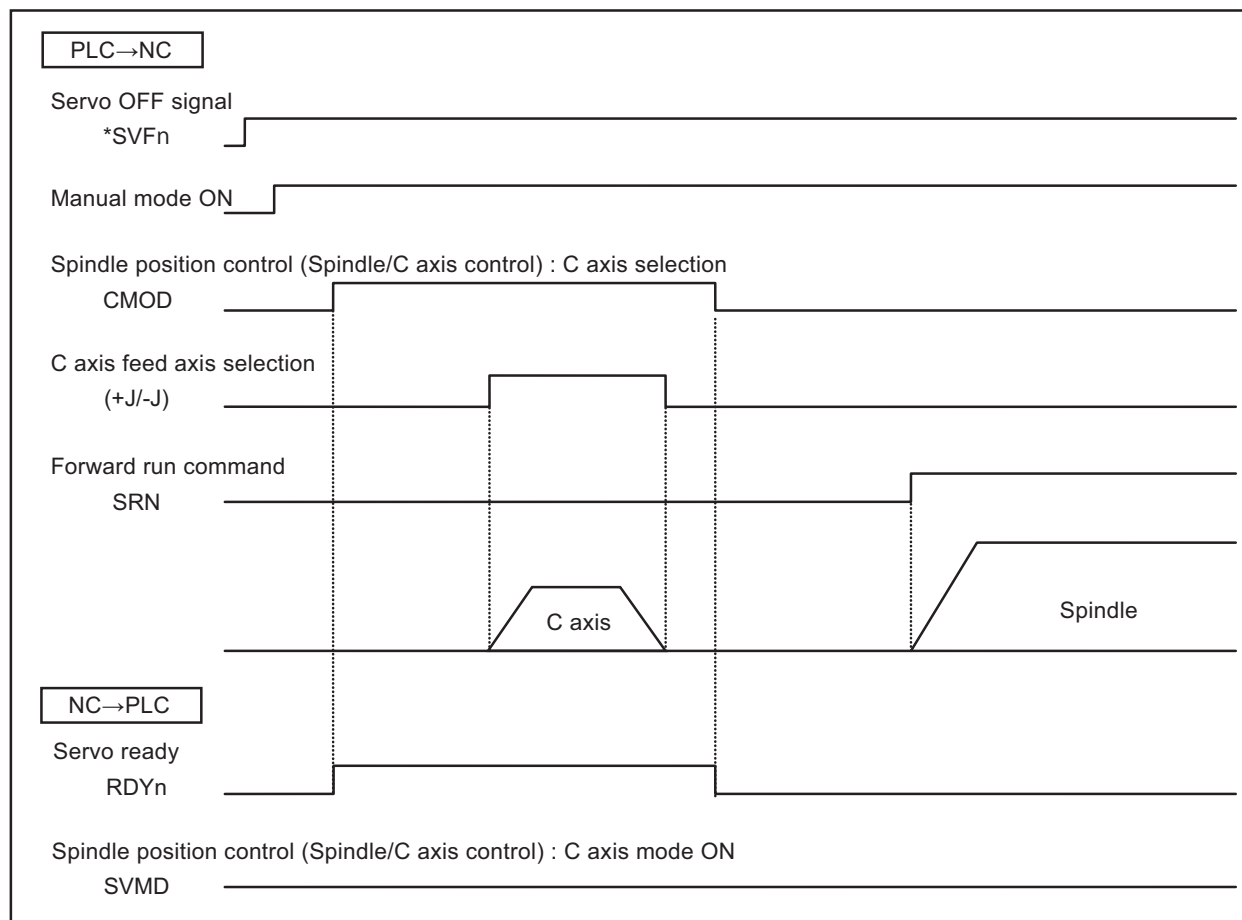 PLC→NC
Servo OFF signal
*SVFn
Manual mode ON
Spindle position control (Spindle/C axis control) : C axis selection
CMOD
C axis feed axis selection
(+J/-J)
Forward run command
SRN
C axis
Spindle
NC→PLC
Servo ready
RDYn
Spindle position control (Spindle/C axis control) : C axis mode ON
SVMD